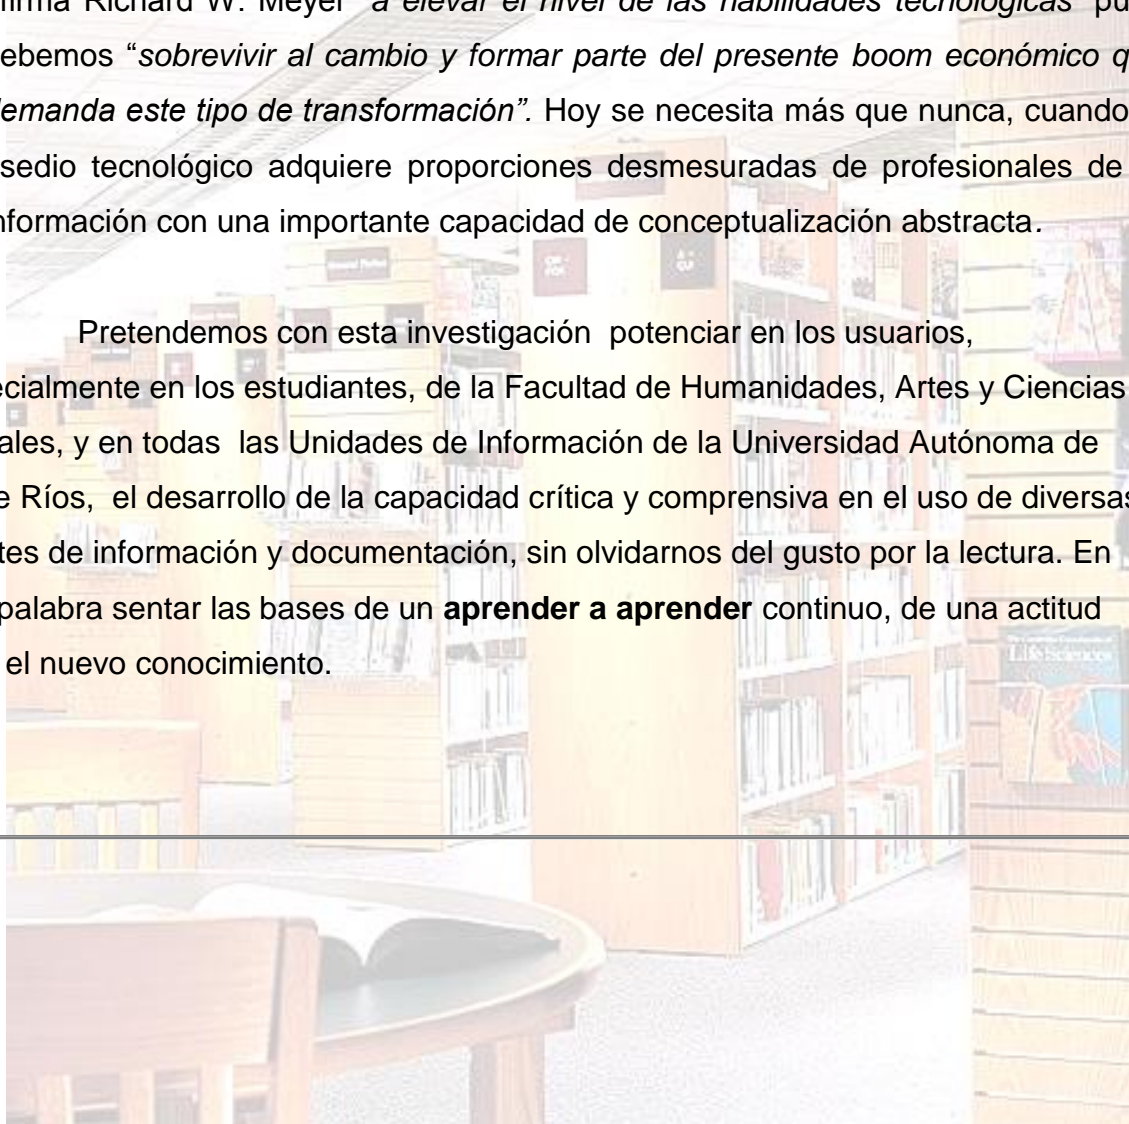 firma Richard W. Meyer "a elevar el nivel de las habilidades tecnológicas" pu
ebemos “sobrevivir al cambio y formar parte del presente boom económico q
emanda este tipo de transformación”. Hoy se necesita más que nunca, cuando
sedio tecnológico adquiere proporciones desmesuradas de profesionales de
nformación con una importante capacidad de conceptualización abstracta.
Pretendemos con esta investigación potenciar en los usuarios,
ecialmente en los estudiantes, de la Facultad de Humanidades, Artes y Ciencias
ales, y en todas las Unidades de Información de la Universidad Autónoma de
e Ríos, el desarrollo de la capacidad crítica y comprensiva en el uso de diversas
tes de información y documentación, sin olvidarnos del gusto por la lectura. En
palabra sentar las bases de un aprender a aprender continuo, de una actitud
el nuevo conocimiento.
Life Sciences